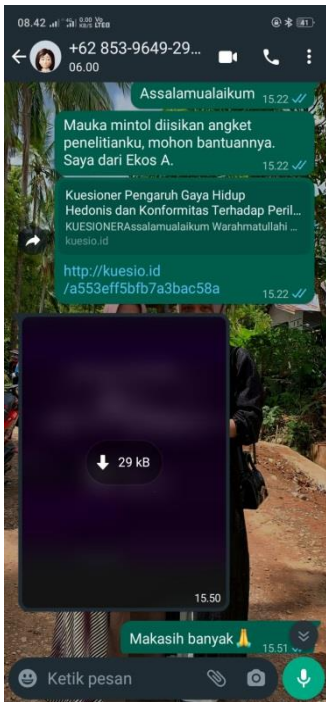 08.42
+62 853-9649-29...
06.00
Assalamualaikum
15.22
Mauka mintol diisikan angket
penelitianku, mohon bantuannya.
Saya dari Ekos A.
15.22
Kuesioner Pengaruh Gaya Hidup
Hedonis dan Konformitas Terhadap Peril...
KUESIONERAssalamualaikum Warahmatullahi ...
kuesio.id
http://kuesio.id
/a553eff5bfb7a3bac58a
15.22
29 kB
15.50
Makasih banyak🙏
15.51
Ketik pesan